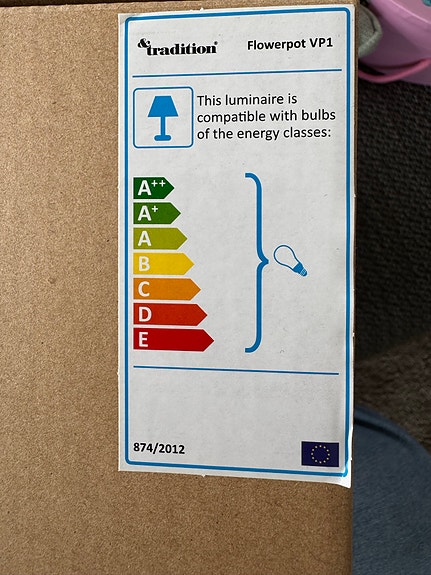 &tradition®
Flowerpot VP1
This luminaire is
compatible with bulbs
of the energy classes:
A++
A+
A
B
C
D
E
874/2012